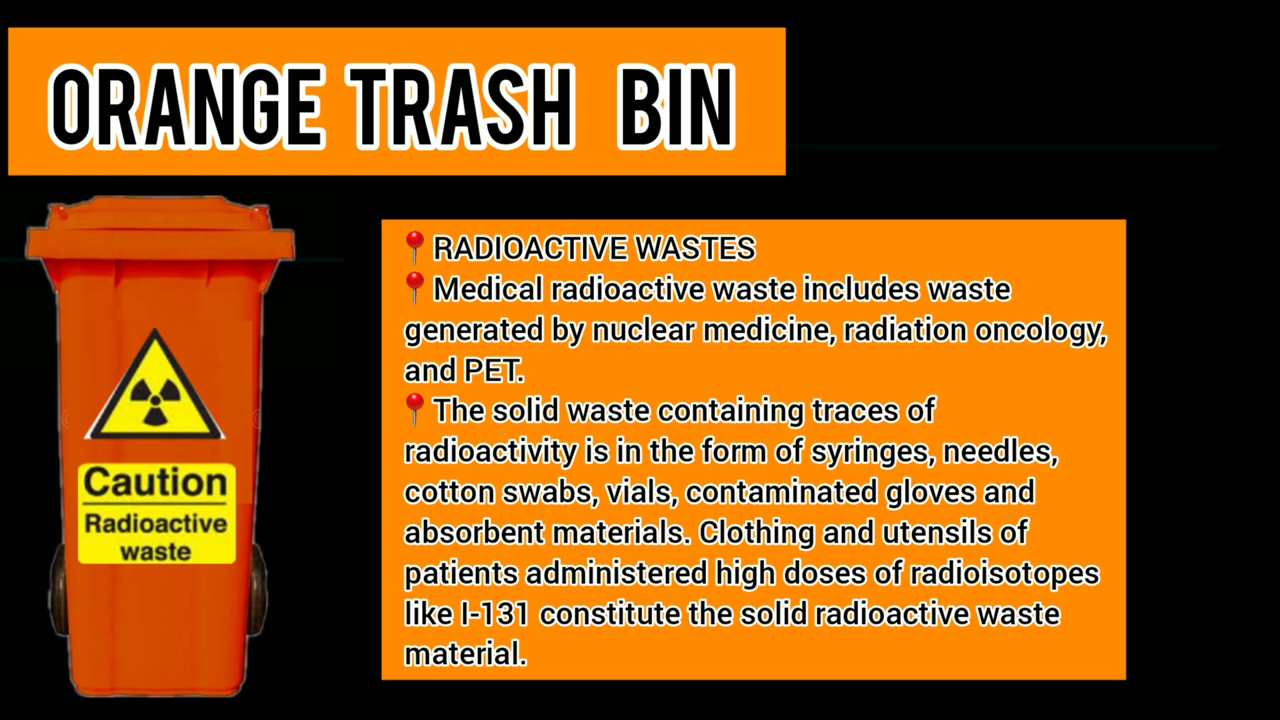 ORANGE TRASH BIN
📍RADIOACTIVE WASTES
📍Medical radioactive waste includes waste
generated by nuclear medicine, radiation oncology,
and PET.
📍The solid waste containing traces of
radioactivity is in the form of syringes, needles,
cotton swabs, vials, contaminated gloves and
absorbent materials. Clothing and utensils of
patients administered high doses of radioisotopes
like I-131 constitute the solid radioactive waste
material.
Caution
Radioactive
waste